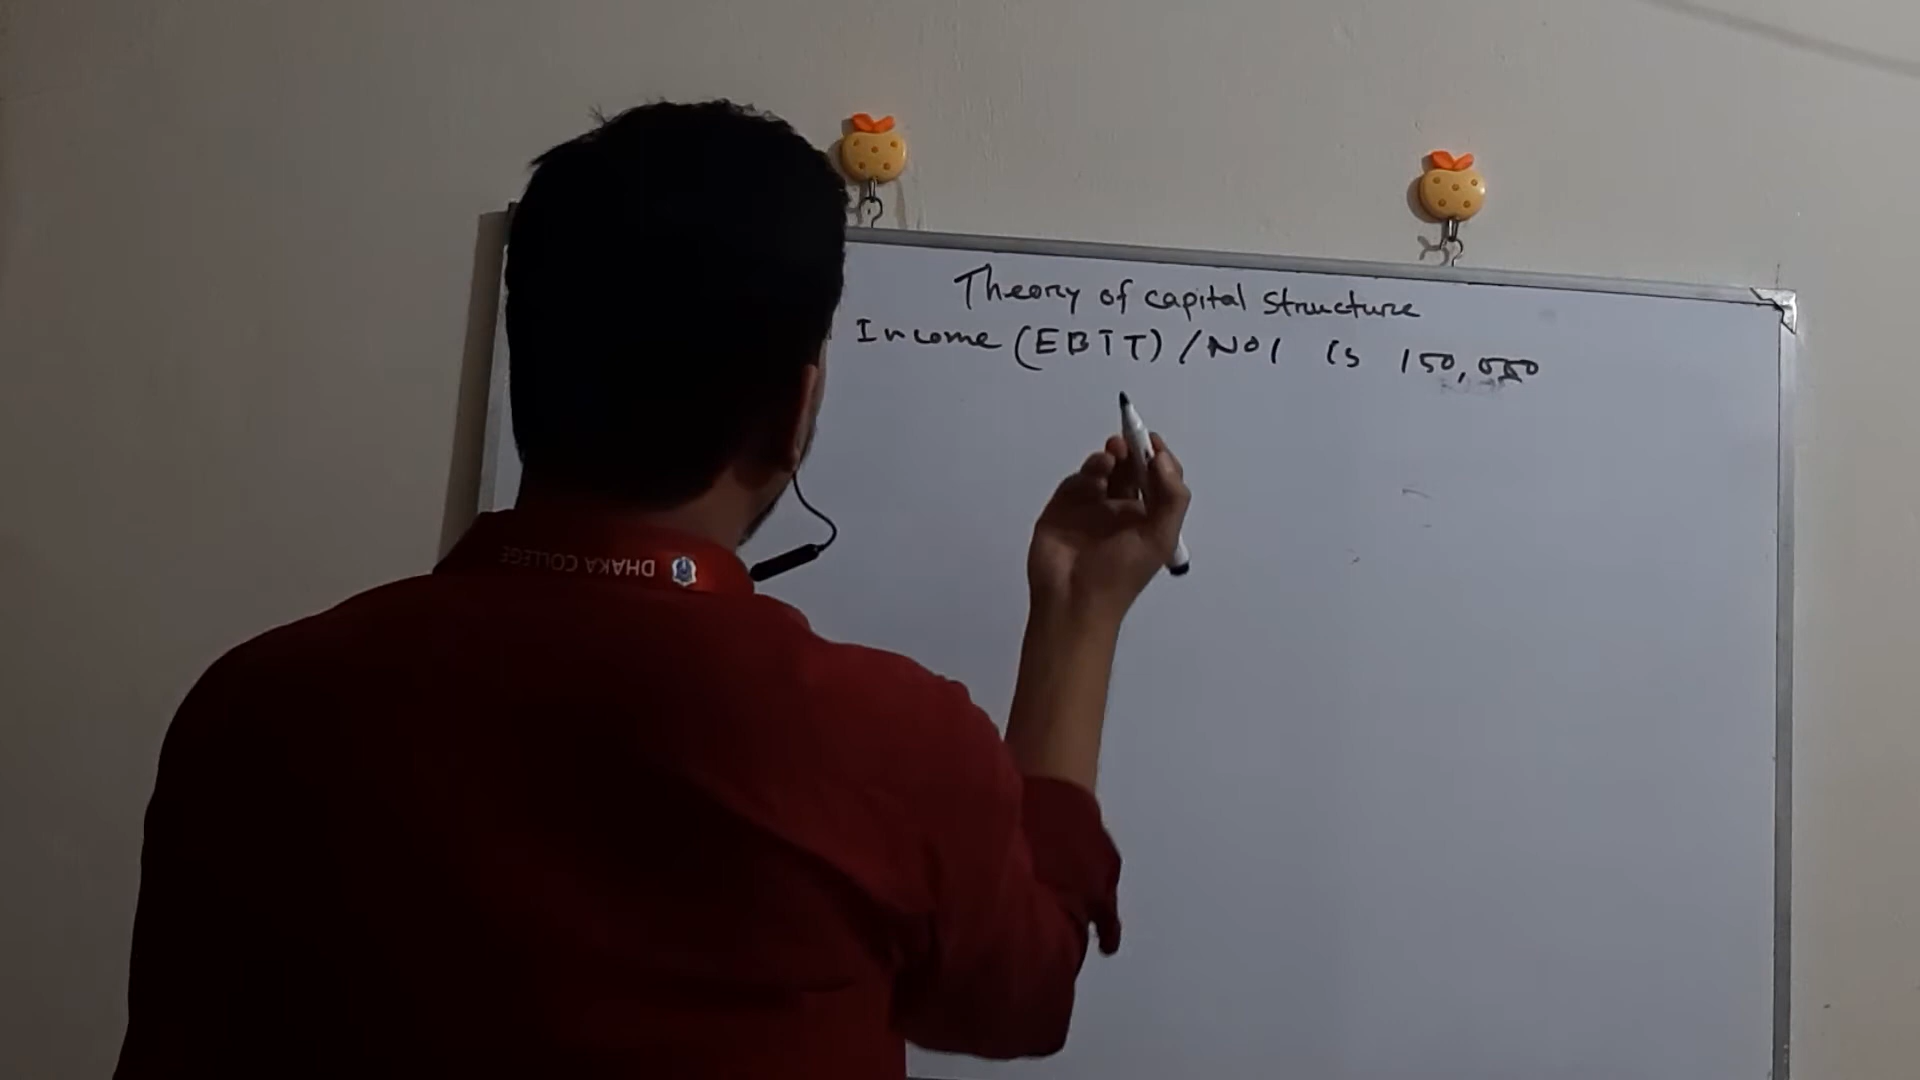 Theory of capital structure
Income (EBIT) / NOI is 150,000
DHAKA COLLEGE